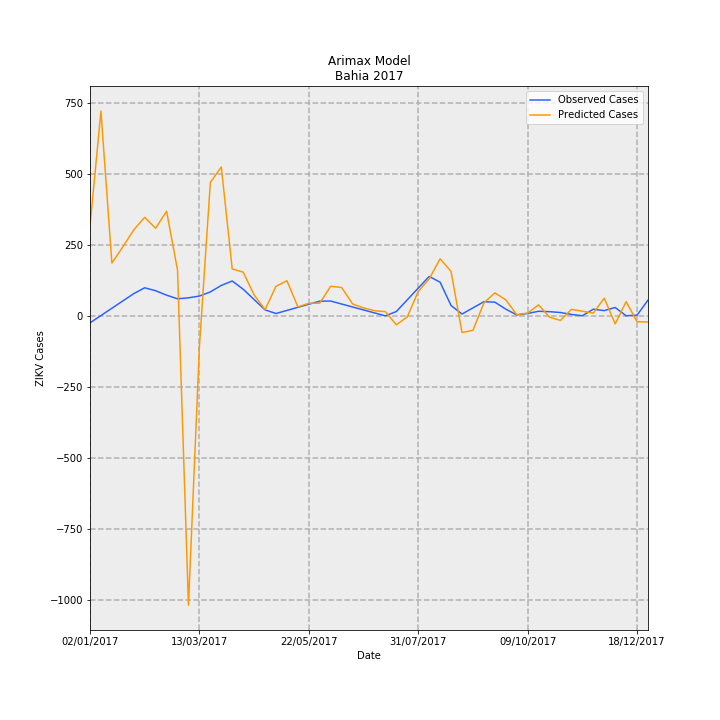 Arimax Model
Bahia 2017
Observed Cases
Predicted Cases
750
500
250
0
−250
−500
−750
−1000
ZIKV Cases
02/01/2017 13/03/2017 22/05/2017 31/07/2017 09/10/2017 18/12/2017
Date